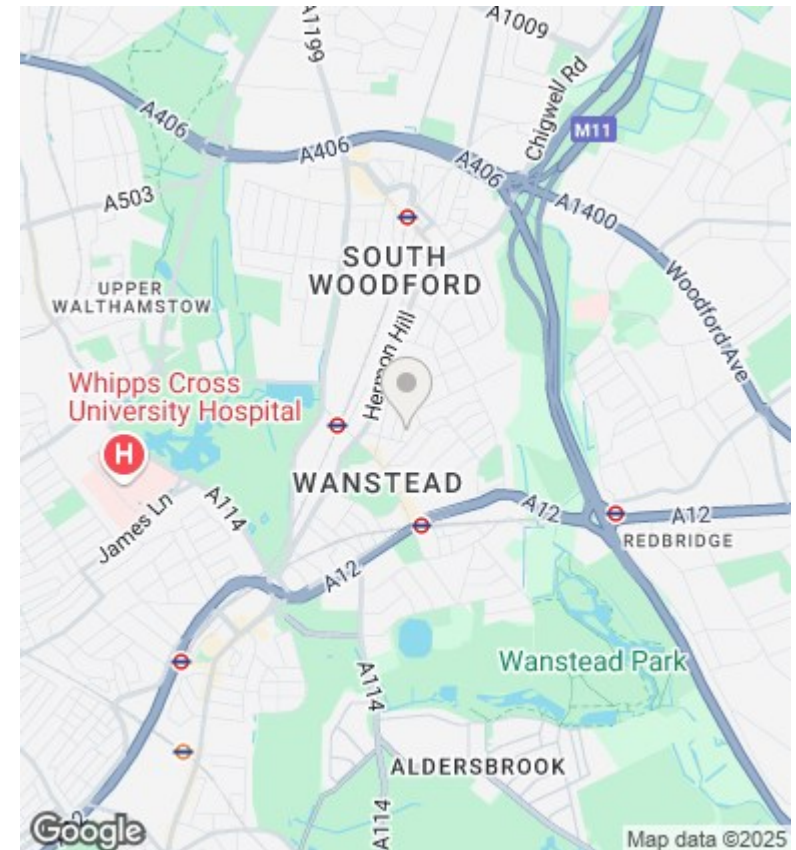 A1009
A1199
Chigwell Rd
M11
A406
A406
A406
A503
A1400
SOUTH
WOODFORD
UPPER
WALTHAMSTOW
Woodford Ave
Hermon Hill
Whipps Cross
University Hospital
H
WANSTEAD
James Ln
A114
A12
A12
REDBRIDGE
A12
Wanstead Park
A114
ALDERSBROOK
A114
Google
Map data ©2025